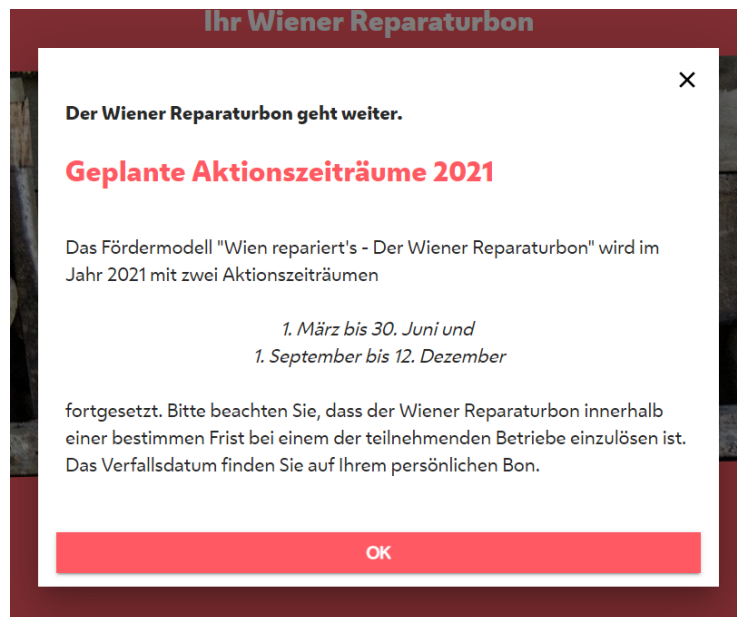 Ihr Wiener Reparaturbon
Der Wiener Reparaturbon geht weiter.
Geplante Aktionszeiträume 2021
Das Fördermodell "Wien repariert's - Der Wiener Reparaturbon" wird im
Jahr 2021 mit zwei Aktionszeiträumen
1. März bis 30. Juni und
1. September bis 12. Dezember
fortgesetzt. Bitte beachten Sie, dass der Wiener Reparaturbon innerhalb
einer bestimmen Frist bei einem der teilnehmenden Betriebe einzulösen ist.
Das Verfallsdatum finden Sie auf Ihrem persönlichen Bon.
OK